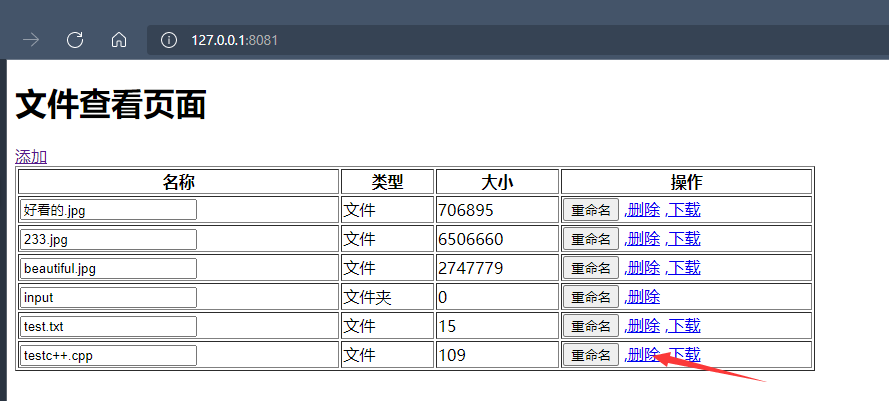 127.0.0.1:8081
文件查看页面
添加
名称 类型 大小 操作
好看的.jpg 文件 706895 重命名 ,删除 ,下载
233.jpg 文件 6506660 重命名 ,删除 ,下载
beautiful.jpg 文件 2747779 重命名 ,删除 ,下载
input 文件夹 0 重命名 ,删除
test.txt 文件 15 重命名 ,删除 ,下载
testc++.cpp 文件 109 重命名 ,删除 ,下载